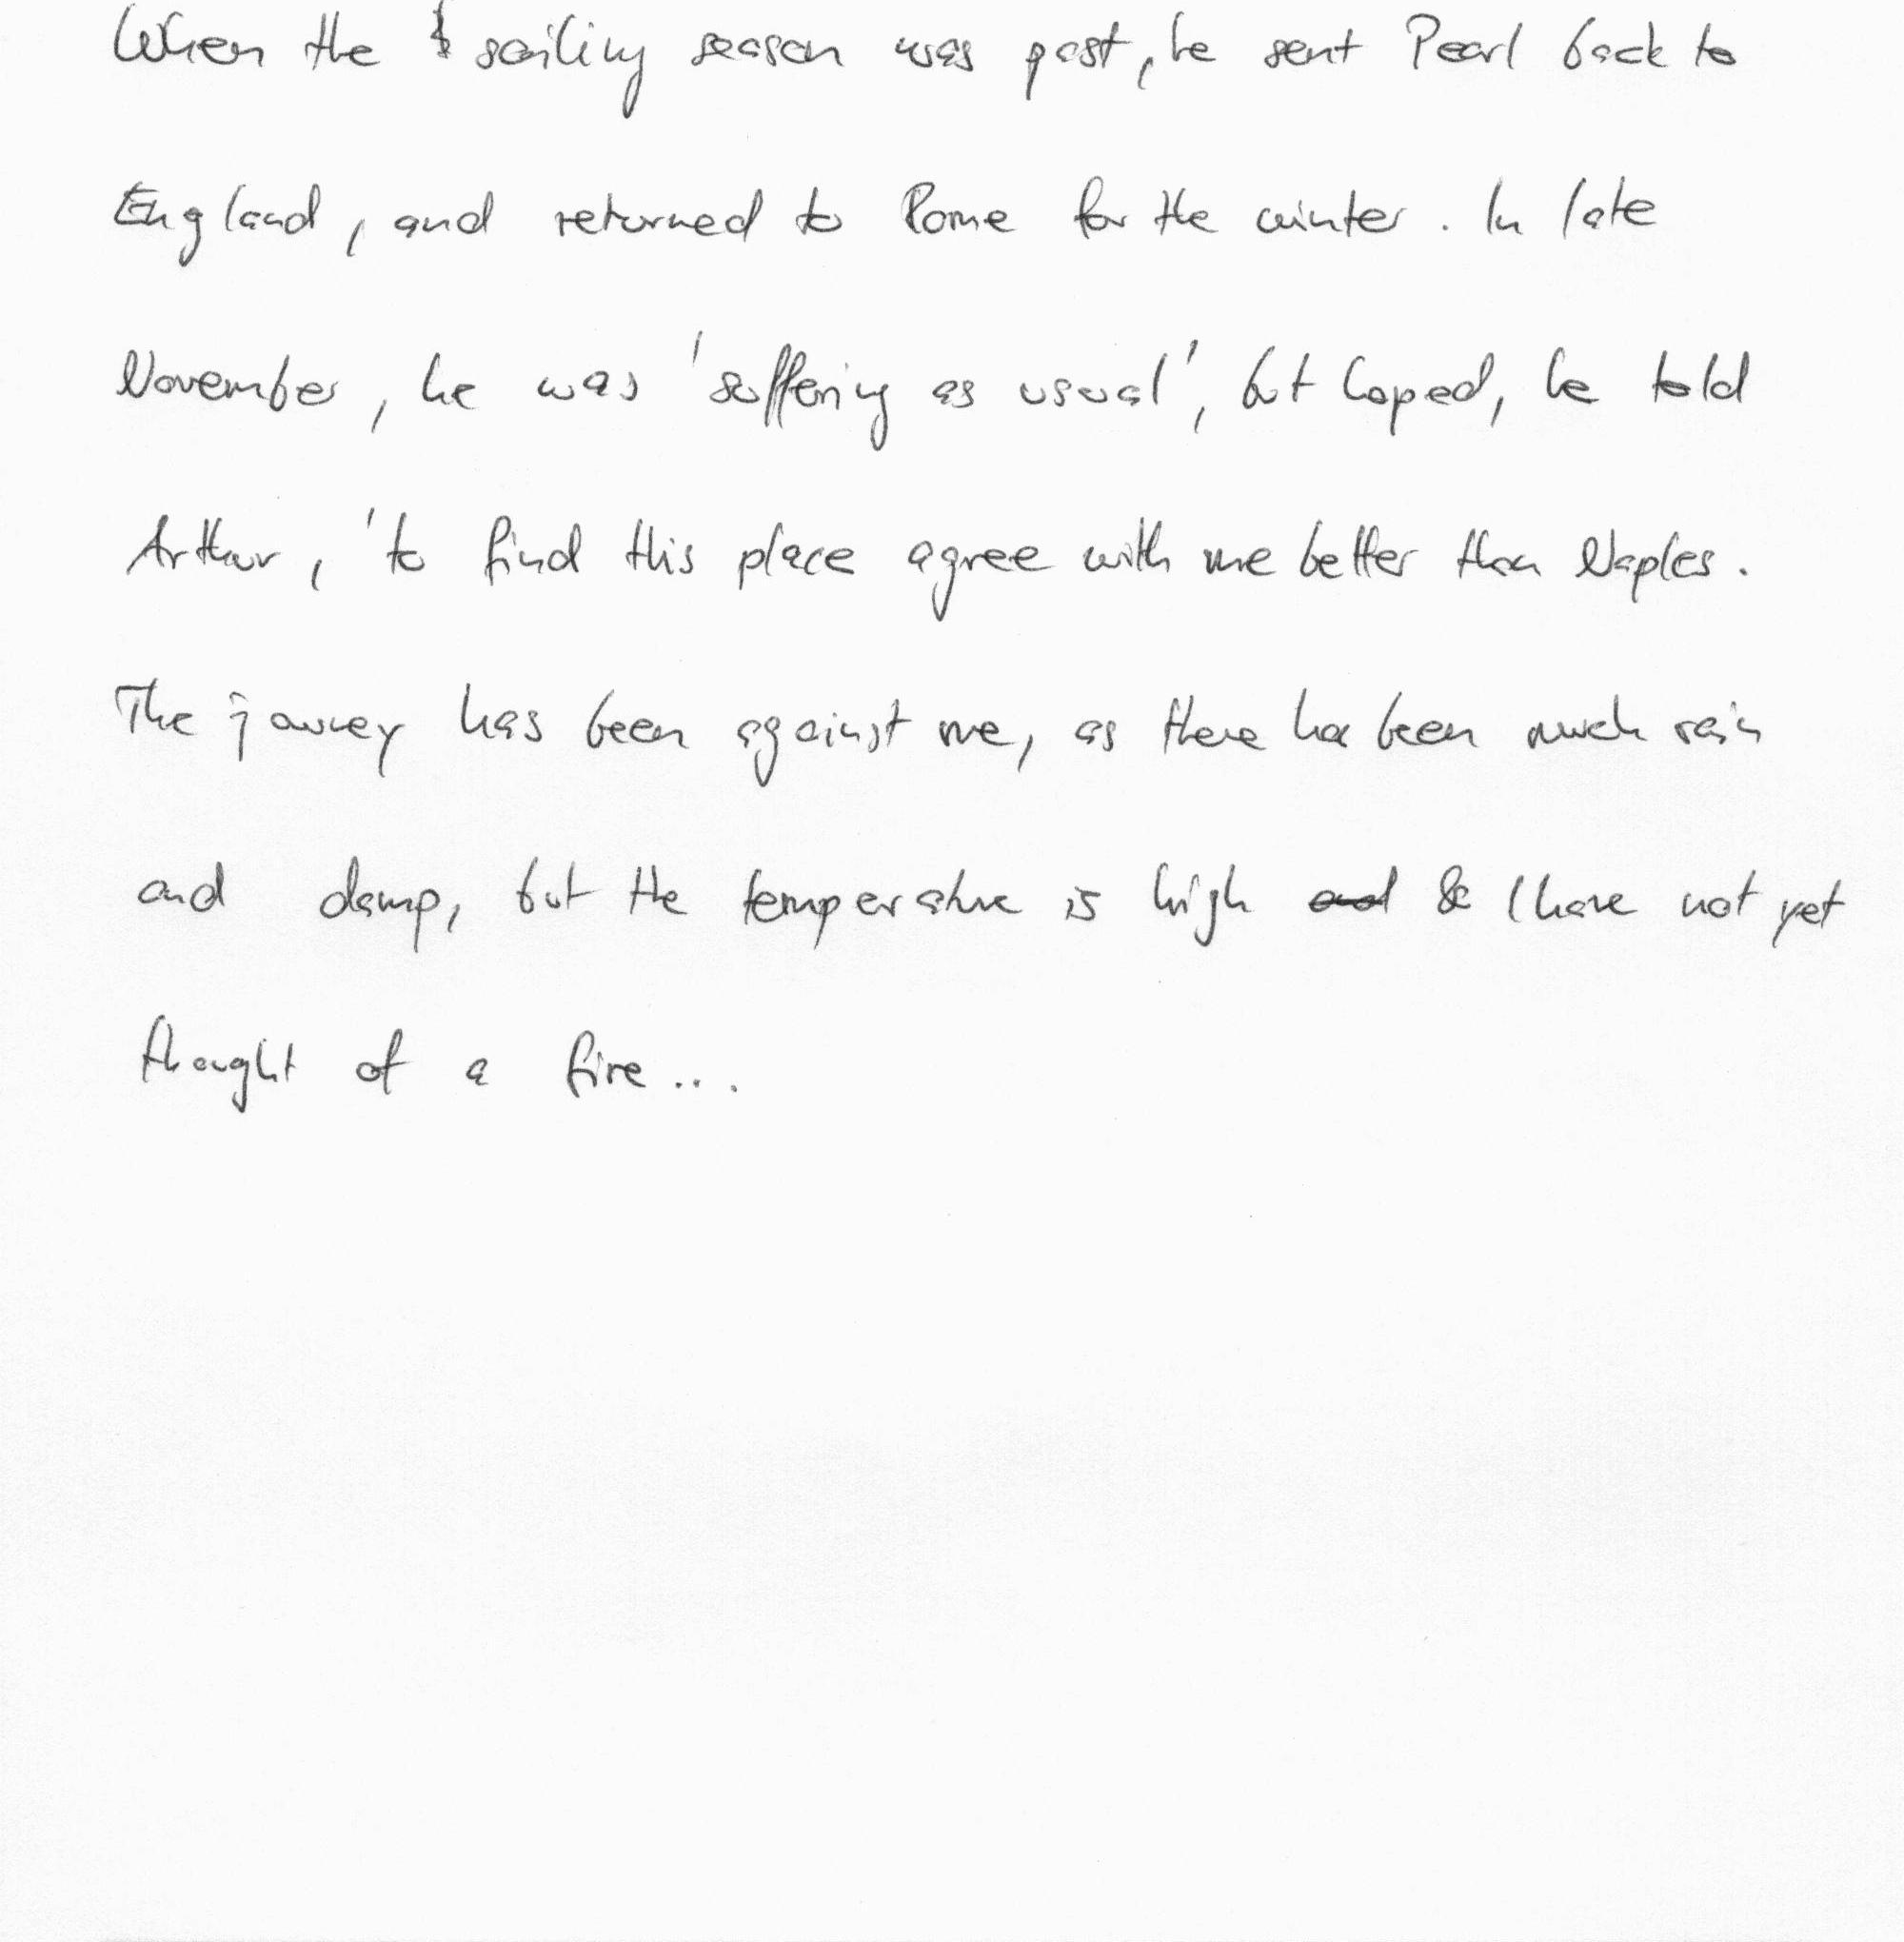 When the sailing season was past, he sent Pearl back to
England, and returned to Rome for the winter. In late
November, he was 'suffering as usual', but hoped, he told
Arthur, 'to find this place agree with me better than Naples.
The journey has been against me, as there has been much rain
and damp, but the temperature is high & I have not yet
thought of a fire...